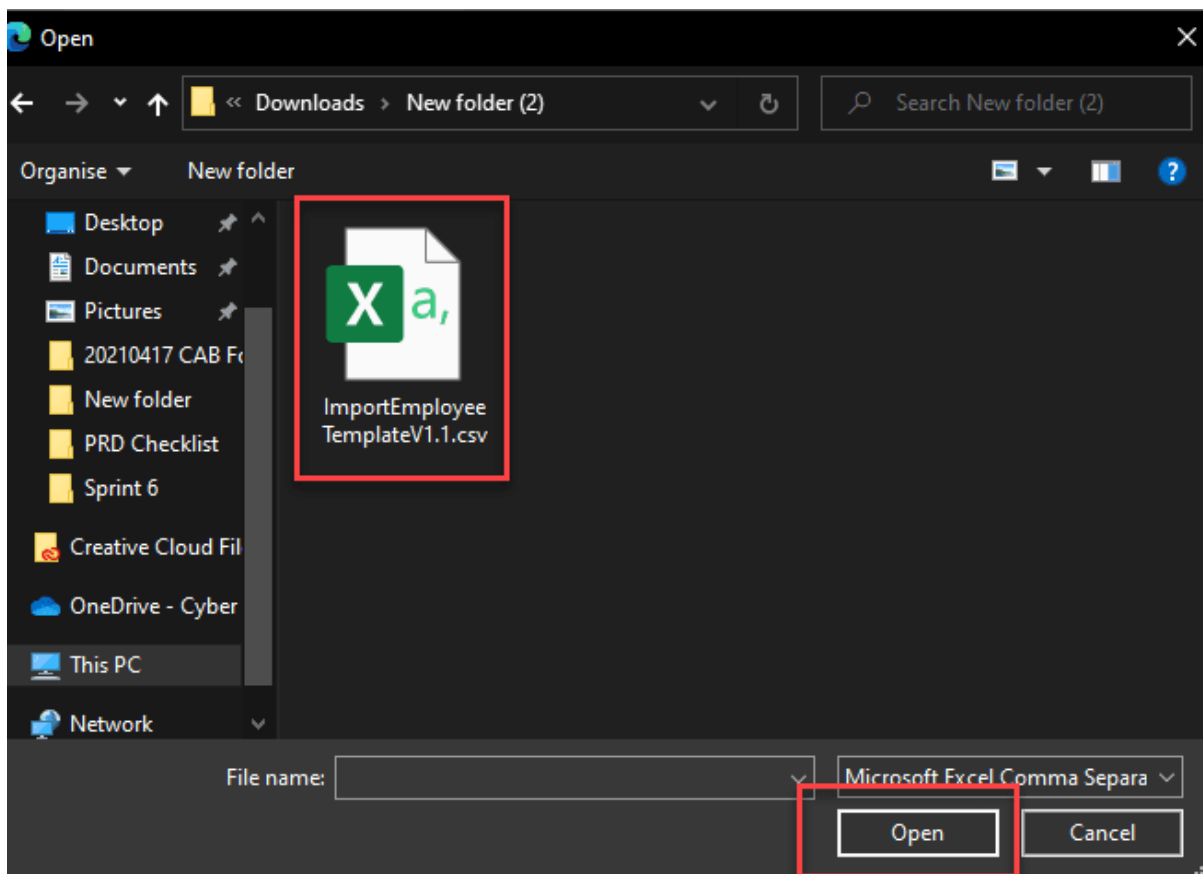 Open
« Downloads > New folder (2)
Search New folder (2)
Organise
New folder
?
Desktop
Documents
Pictures
20210417 CAB Fo
New folder
PRD Checklist
Sprint 6
Creative Cloud Fil
OneDrive - Cyber
This PC
Network
X a,
ImportEmployee
TemplateV1.1.csv
File name:
Microsoft Excel Comma Separa
Open
Cancel